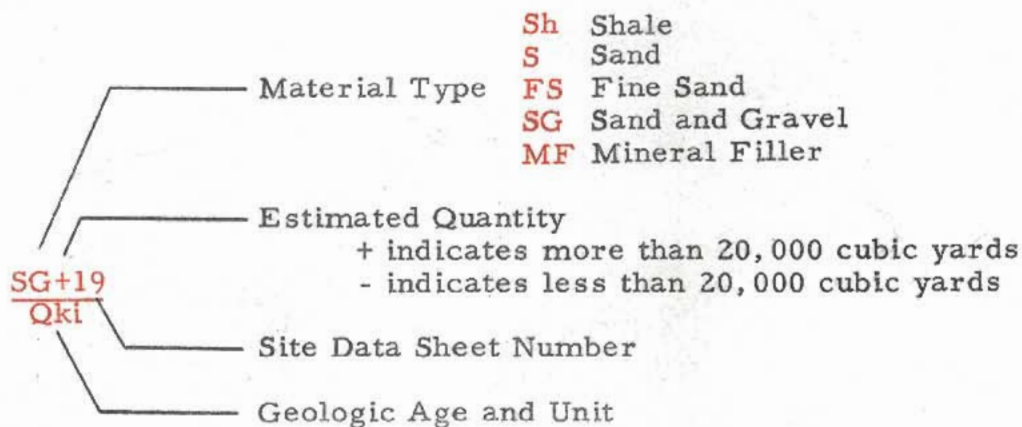 Sh Shale
S Sand
Material Type FS Fine Sand
SG Sand and Gravel
MF Mineral Filler
Estimated Quantity
+ indicates more than 20,000 cubic yards
- indicates less than 20,000 cubic yards
SG+19
Qki
Site Data Sheet Number
Geologic Age and Unit